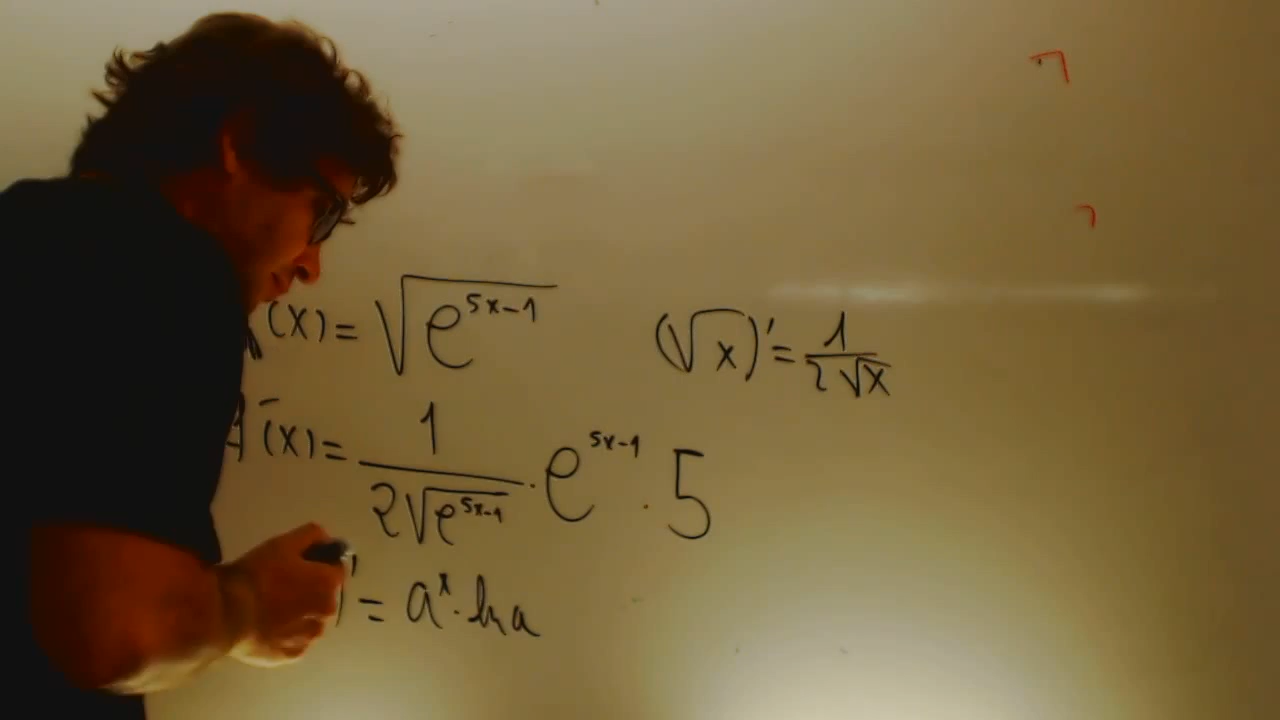 (x) = √e^{5x-1} (√x)' = 1/(2√x)
f'(x) = 1/(2√e^{5x-1}) · e^{5x-1} · 5
)' = a^x · ln a